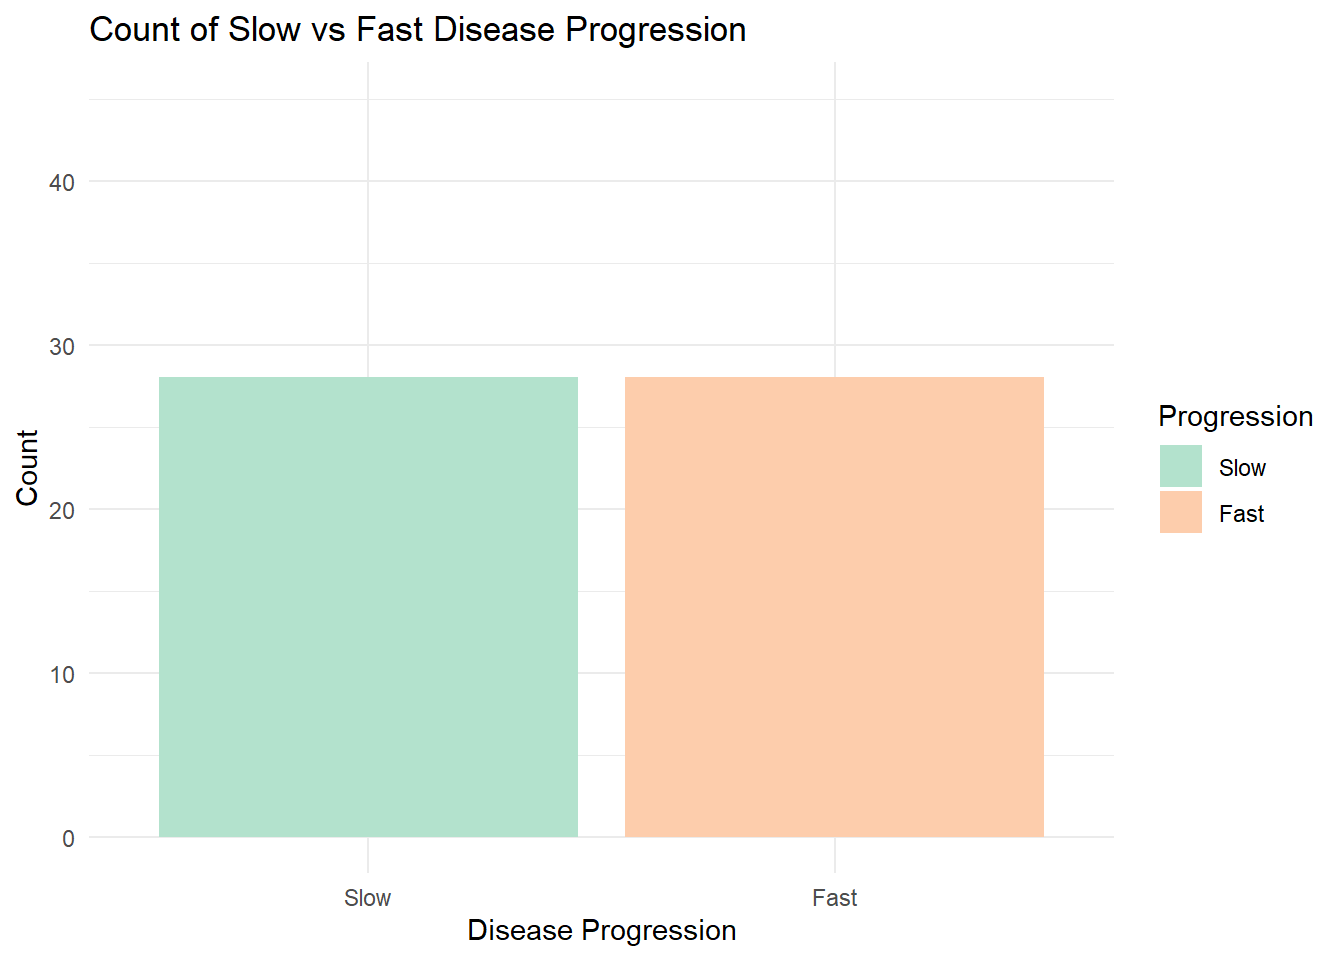 Count of Slow vs Fast Disease Progression
40
30
20
10
0
Count
Slow
Fast
Disease Progression
Progression
Slow
Fast